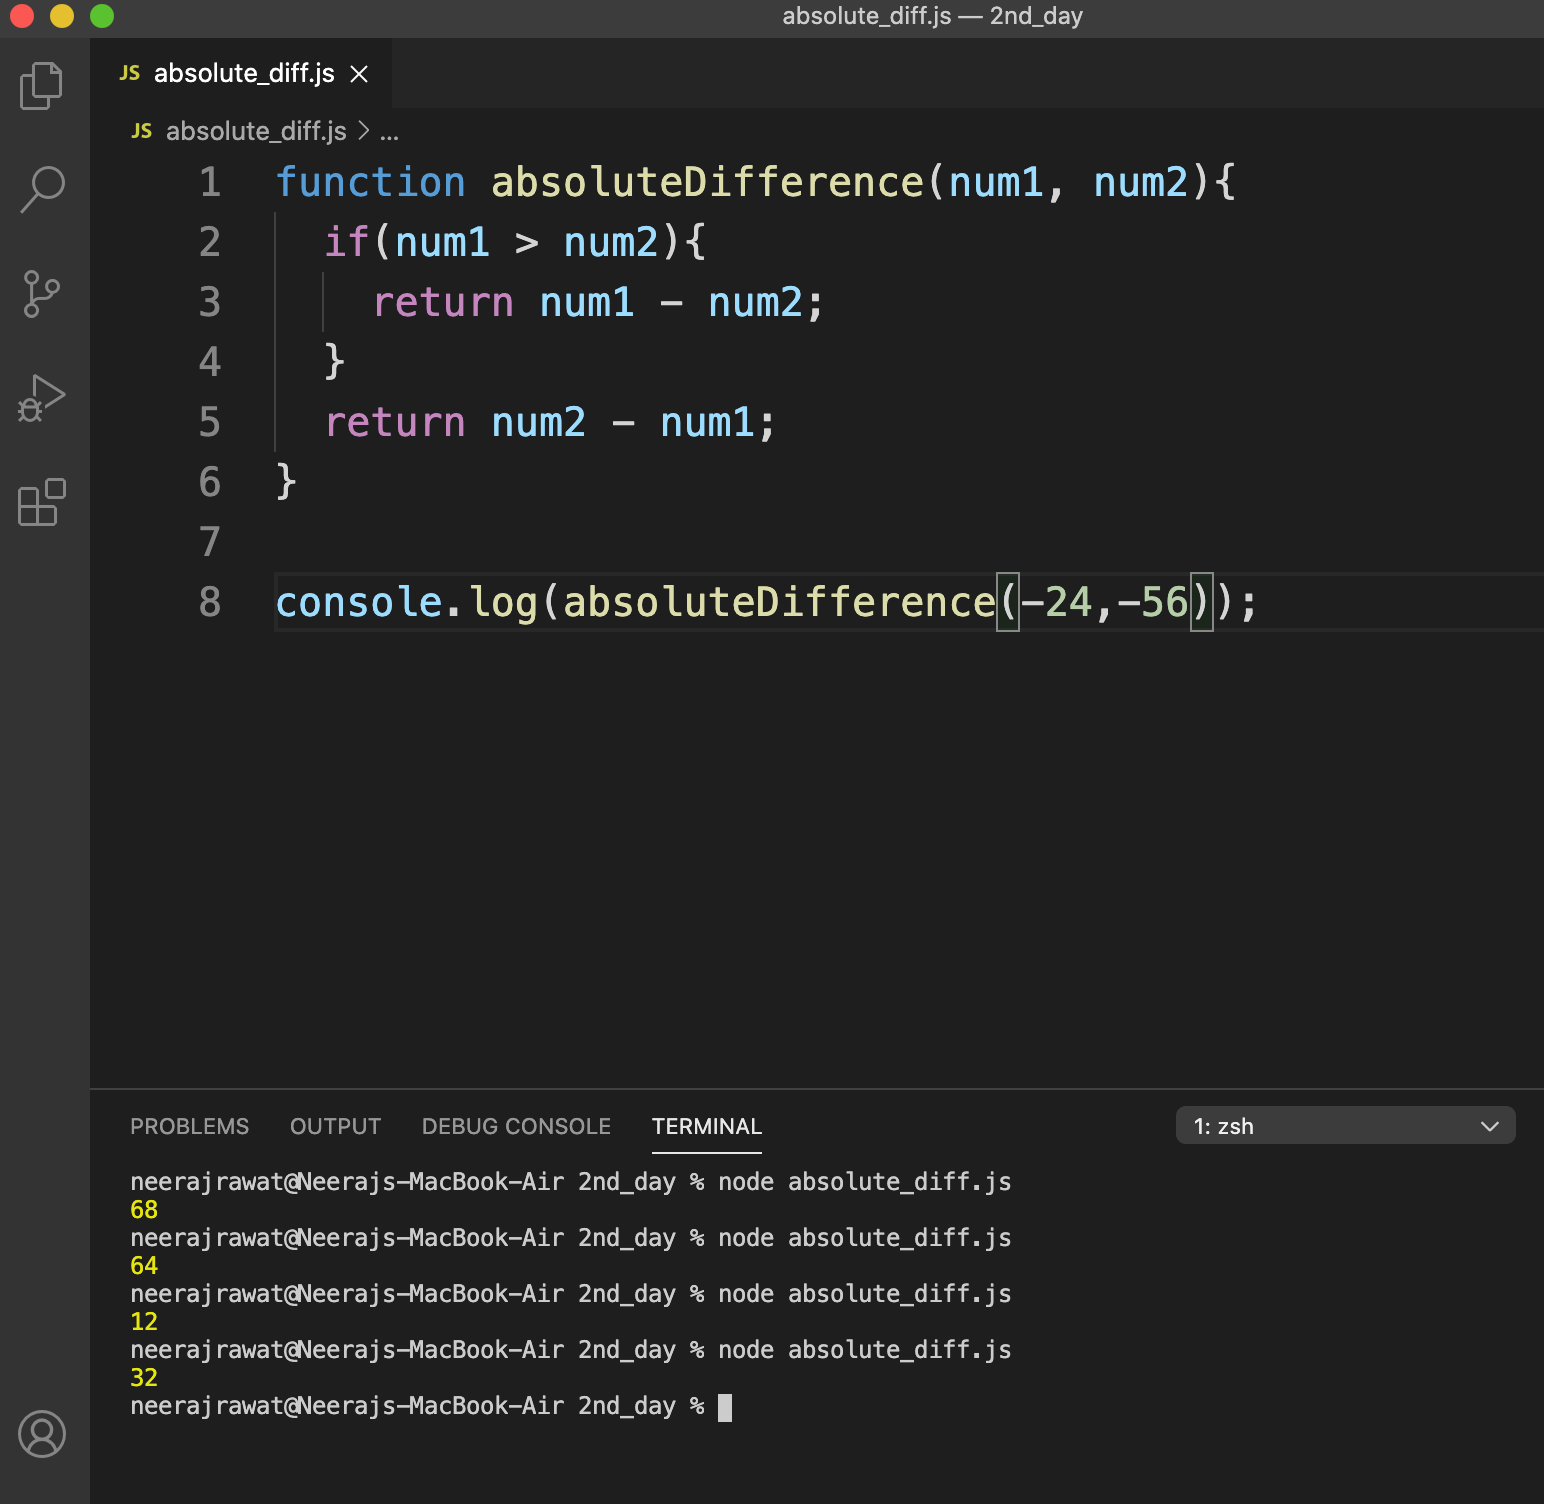 absolute_diff.js — 2nd_day
JS absolute_diff.js
JS absolute_diff.js > ...
1 function absoluteDifference(num1, num2){
2 if(num1 > num2){
3 return num1 - num2;
4 }
5 return num2 - num1;
6 }
7
8 console.log(absoluteDifference(-24,-56));
PROBLEMS OUTPUT DEBUG CONSOLE TERMINAL 1: zsh
neerajrawat@Neerajs-MacBook-Air 2nd_day % node absolute_diff.js
68
neerajrawat@Neerajs-MacBook-Air 2nd_day % node absolute_diff.js
64
neerajrawat@Neerajs-MacBook-Air 2nd_day % node absolute_diff.js
12
neerajrawat@Neerajs-MacBook-Air 2nd_day % node absolute_diff.js
32
neerajrawat@Neerajs-MacBook-Air 2nd_day %